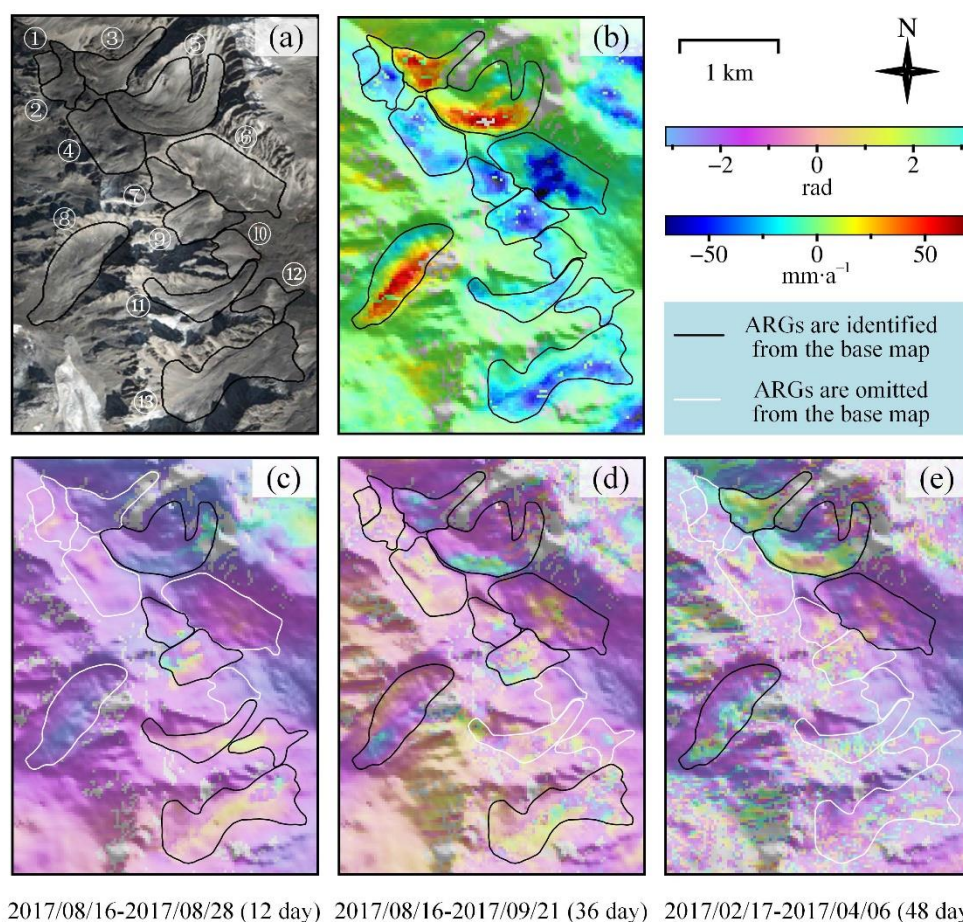 (a)
①
②
③
④
⑤
⑥
⑦
⑧
⑨
⑩
⑪
⑫
⑬
(b)
N
1 km
−2 0 2
rad
−50 0 50
mm·a⁻¹
ARGs are identified
from the base map
ARGs are omitted
from the base map
(c)
(d)
(e)
2017/08/16-2017/08/28 (12 day)
2017/08/16-2017/09/21 (36 day)
2017/02/17-2017/04/06 (48 day